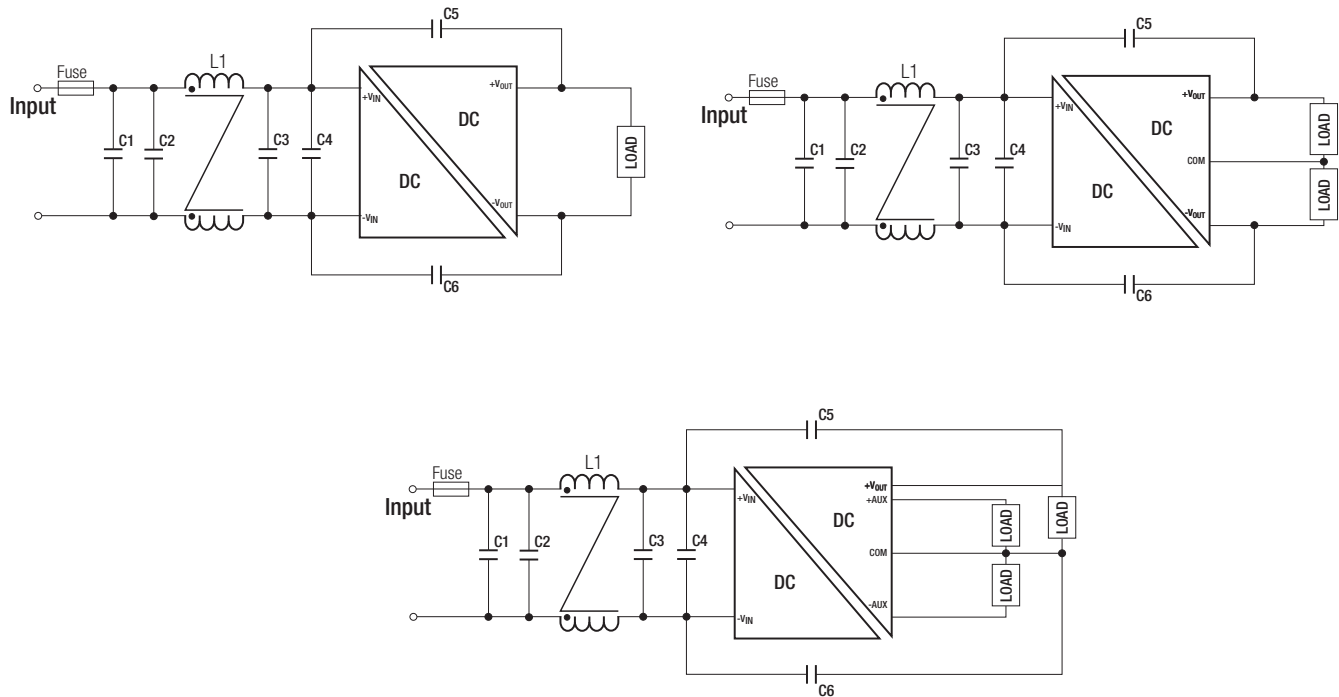 C5
L1
Fuse
+VIN
+VOUT
Input
DC
C1
C2
C3
C4
LOAD
DC
-VOUT
-VIN
C6
C5
L1
Fuse
+VOUT
+VIN
Input
DC
LOAD
C1
C2
C3
C4
COM
DC
LOAD
-VOUT
-VIN
C6
C5
L1
Fuse
+VOUT
+VIN
+AUX
Input
DC
LOAD
LOAD
C1
C2
C3
C4
COM
DC
LOAD
-AUX
-VIN
C6